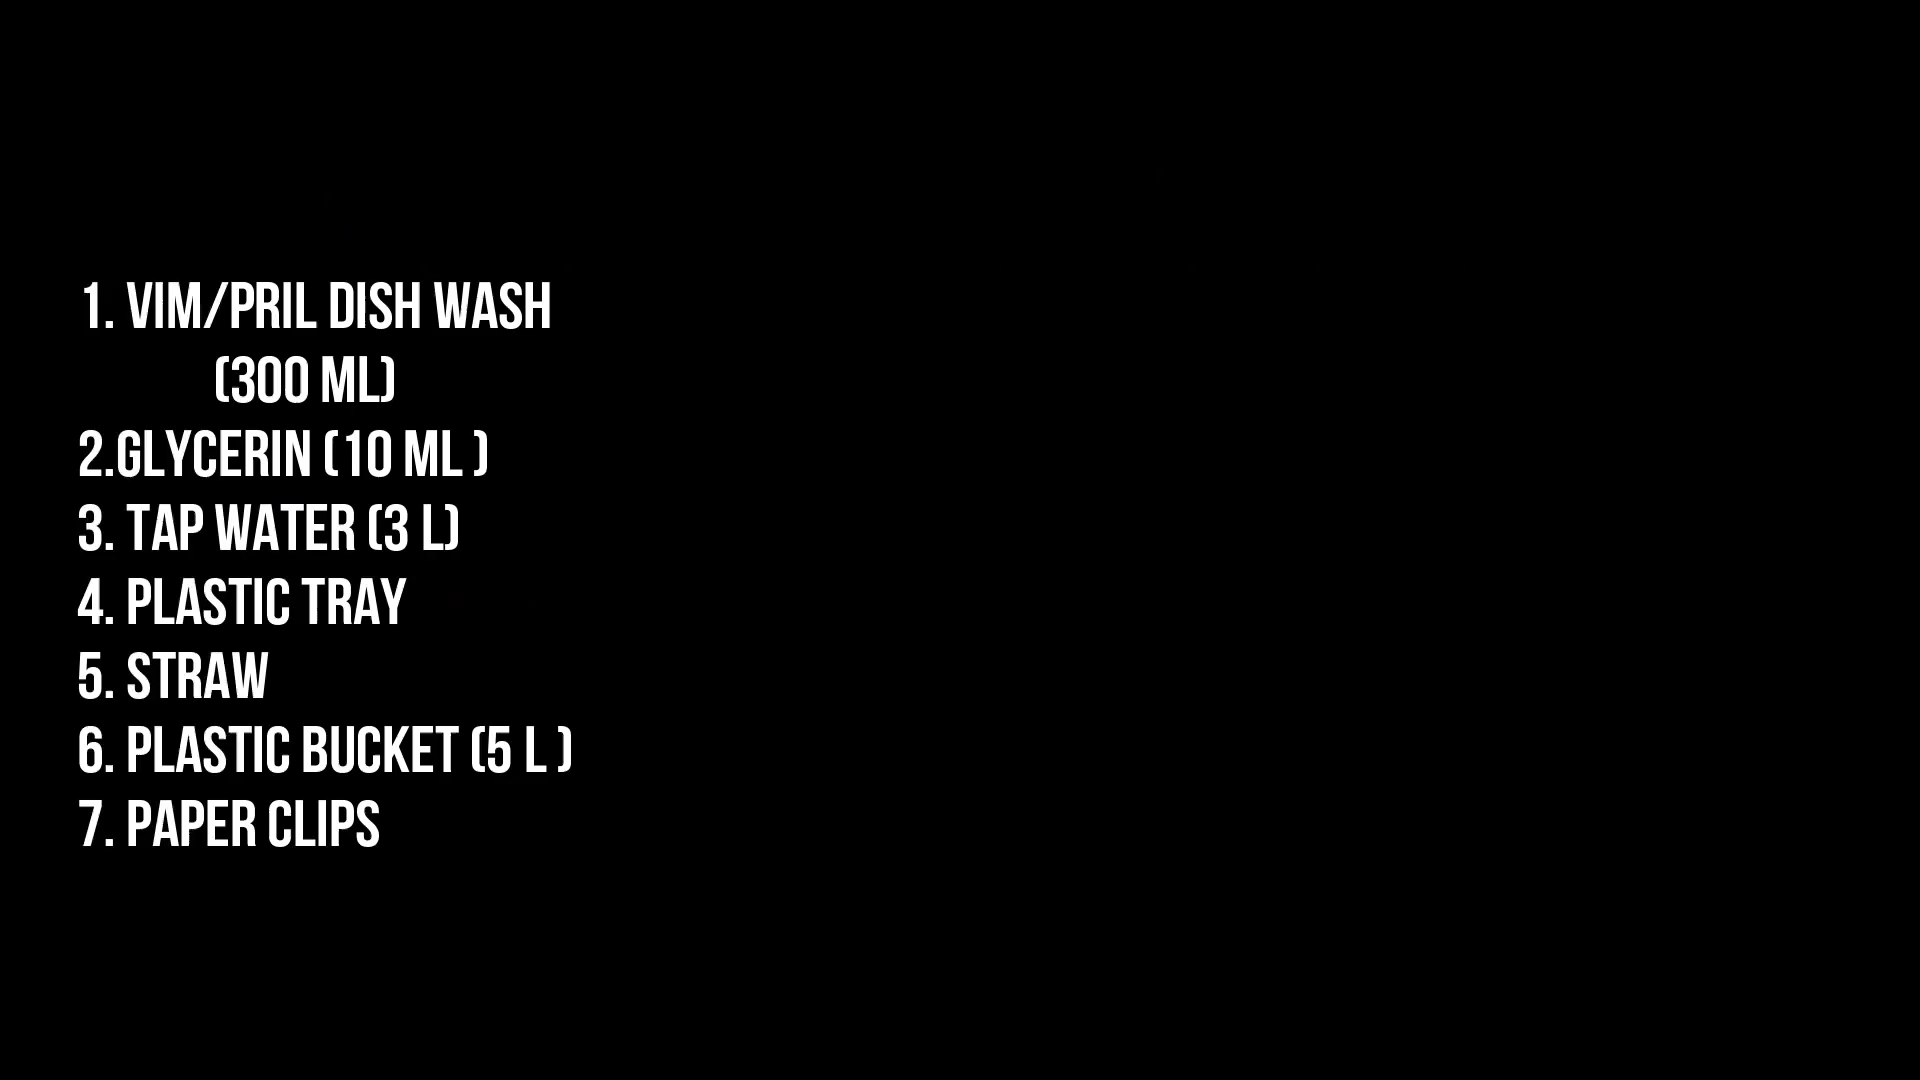 1. VIM/PRIL DISH WASH
(300 ML)
2.GLYCERIN (10 ML )
3. TAP WATER (3 L)
4. PLASTIC TRAY
5. STRAW
6. PLASTIC BUCKET (5 L )
7. PAPER CLIPS